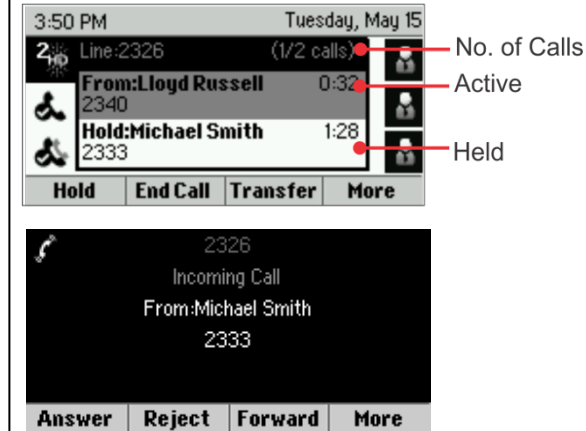 3:50 PM Tuesday, May 15
2HD Line:2326 (1/2 calls) No. of Calls
From:Lloyd Russell 0:32 Active
2340
Hold:Michael Smith 1:28
2333 Held
Hold End Call Transfer More
2326
Incoming Call
From:Michael Smith
2333
Answer Reject Forward More